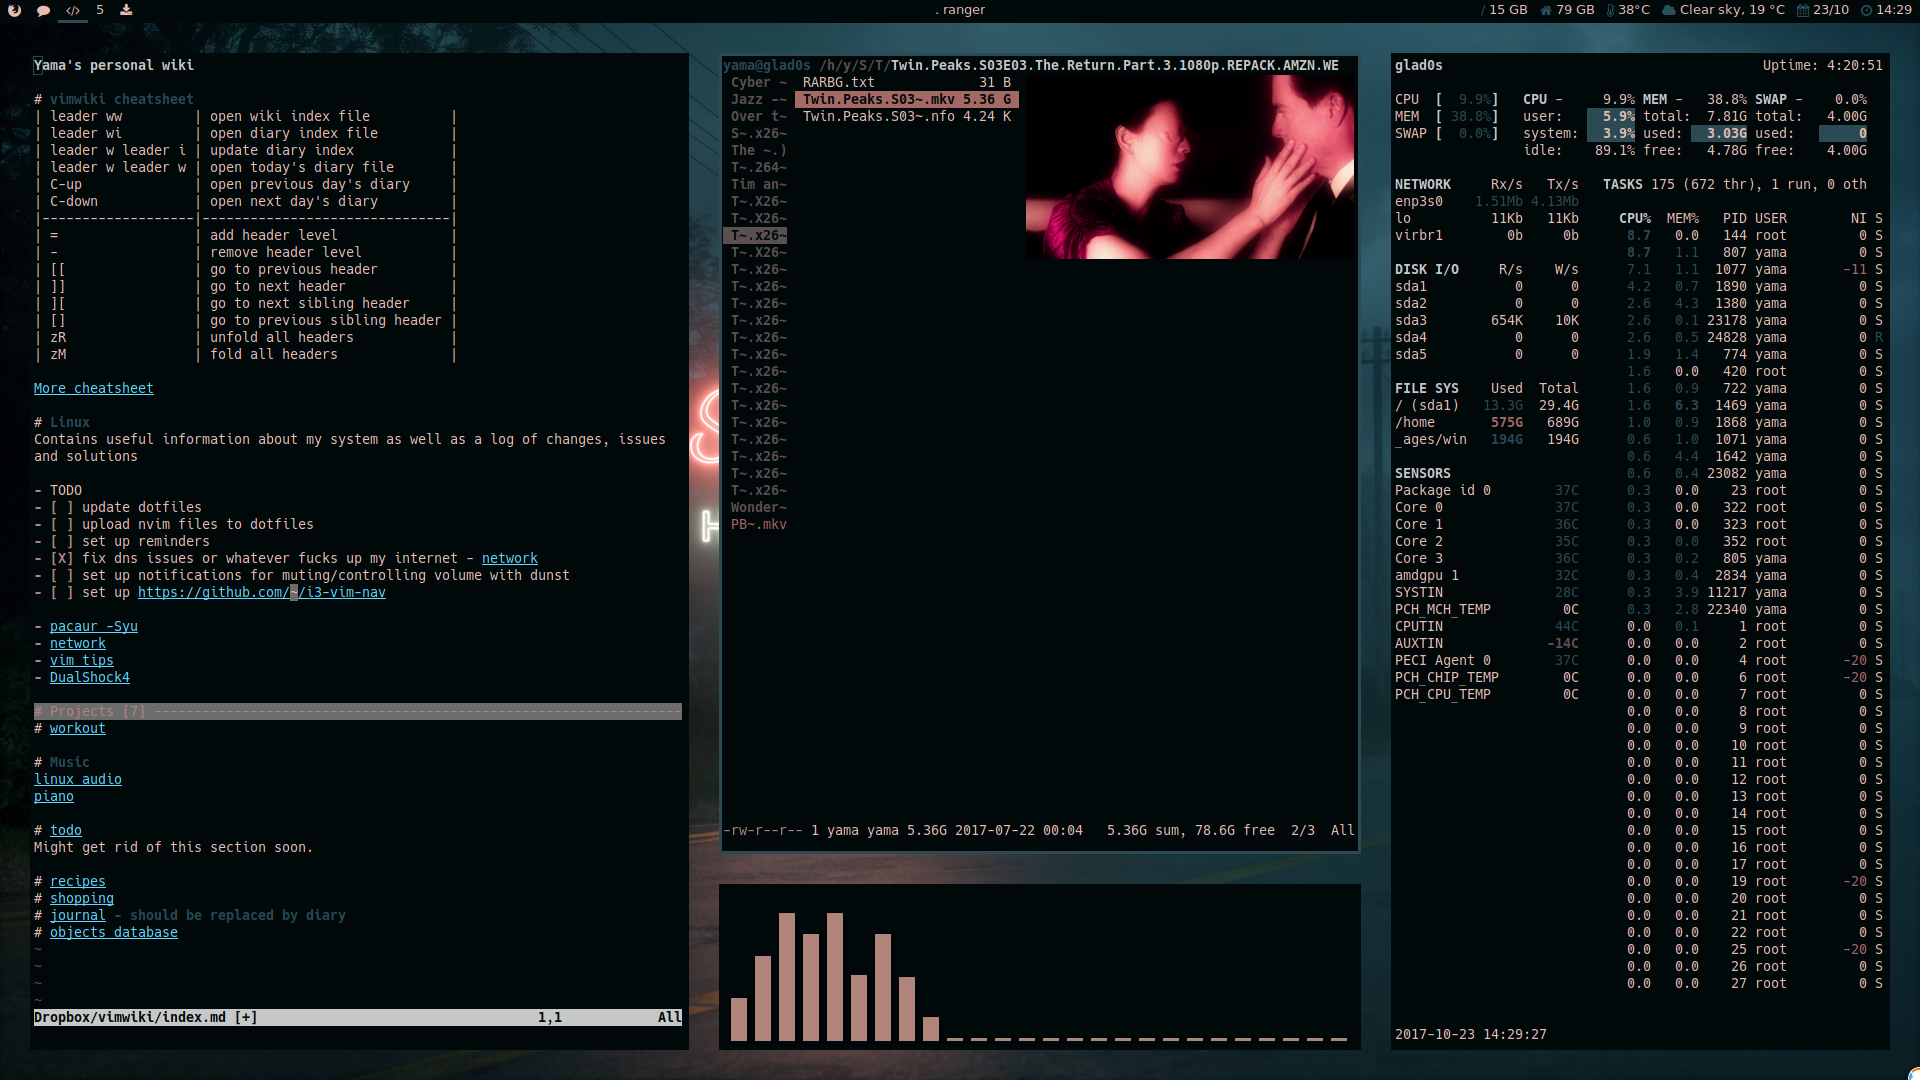 5
. ranger
/ 15 GB 79 GB 38°C Clear sky, 19 °C 23/10 14:29
Yama's personal wiki
# vimwiki cheatsheet
| leader ww | open wiki index file |
| leader wi | open diary index file |
| leader w leader i | update diary index |
| leader w leader w | open today's diary file |
| C-up | open previous day's diary |
| C-down | open next day's diary |
|-------------------|-------------------------------|
| = | add header level |
| - | remove header level |
| [[ | go to previous header |
| ]] | go to next header |
| ][ | go to next sibling header |
| [] | go to previous sibling header |
| zR | unfold all headers |
| zM | fold all headers |
More cheatsheet
# Linux
Contains useful information about my system as well as a log of changes, issues
and solutions
- TODO
- [ ] update dotfiles
- [ ] upload nvim files to dotfiles
- [ ] set up reminders
- [X] fix dns issues or whatever fucks up my internet - network
- [ ] set up notifications for muting/controlling volume with dunst
- [ ] set up https://github.com/~/i3-vim-nav
- pacaur -Syu
- network
- vim tips
- DualShock4
# Projects [7] ------------------------------------------------------------------
# workout
# Music
linux audio
piano
# todo
Might get rid of this section soon.
# recipes
# shopping
# journal - should be replaced by diary
# objects database
~
~
~
~
Dropbox/vimwiki/index.md [+] 1,1 All
yama@glad0s /h/y/S/T/Twin.Peaks.S03E03.The.Return.Part.3.1080p.REPACK.AMZN.WE
Cyber ~ RARBG.txt 31 B
Jazz -~ Twin.Peaks.S03~.mkv 5.36 G
Over t~ Twin.Peaks.S03~.nfo 4.24 K
S~.x26~
The ~.)
T~.264~
Tim an~
T~.X26~
T~.X26~
T~.x26~
T~.X26~
T~.x26~
T~.x26~
T~.x26~
T~.x26~
T~.x26~
T~.x26~
T~.x26~
T~.x26~
T~.x26~
T~.x26~
T~.x26~
T~.x26~
T~.x26~
T~.x26~
Wonder~
PB~.mkv
-rw-r--r-- 1 yama yama 5.36G 2017-07-22 00:04 5.36G sum, 78.6G free 2/3 All
glad0s Uptime: 4:20:51
CPU [ 9.9%] CPU - 9.9% MEM - 38.8% SWAP - 0.0%
MEM [ 38.8%] user: 5.9% total: 7.81G total: 4.00G
SWAP [ 0.0%] system: 3.9% used: 3.03G used: 0
idle: 89.1% free: 4.78G free: 4.00G
NETWORK Rx/s Tx/s
enp3s0 1.51Mb 4.13Mb
lo 11Kb 11Kb
virbr1 0b 0b
DISK I/O R/s W/s
sda1 0 0
sda2 0 0
sda3 654K 10K
sda4 0 0
sda5 0 0
FILE SYS Used Total
/ (sda1) 13.3G 29.4G
/home 575G 689G
_ages/win 194G 194G
SENSORS
Package id 0 37C
Core 0 37C
Core 1 36C
Core 2 35C
Core 3 36C
amdgpu 1 32C
SYSTIN 28C
PCH_MCH_TEMP 0C
CPUTIN 44C
AUXTIN -14C
PECI Agent 0 37C
PCH_CHIP_TEMP 0C
PCH_CPU_TEMP 0C
TASKS 175 (672 thr), 1 run, 0 oth
CPU% MEM% PID USER NI S
8.7 0.0 144 root 0 S
8.7 1.1 807 yama 0 S
7.1 1.1 1077 yama -11 S
4.2 0.7 1890 yama 0 S
2.6 4.3 1380 yama 0 S
2.6 0.1 23178 yama 0 S
2.6 0.5 24828 yama 0 R
1.9 1.4 774 yama 0 S
1.6 0.0 420 root 0 S
1.6 0.9 722 yama 0 S
1.6 6.3 1469 yama 0 S
1.0 0.9 1868 yama 0 S
0.6 1.0 1071 yama 0 S
0.6 4.4 1642 yama 0 S
0.6 0.4 23082 yama 0 S
0.3 0.0 23 root 0 S
0.3 0.0 322 root 0 S
0.3 0.0 323 root 0 S
0.3 0.0 352 root 0 S
0.3 0.2 805 yama 0 S
0.3 0.4 2834 yama 0 S
0.3 3.9 11217 yama 0 S
0.3 2.8 22340 yama 0 S
0.0 0.1 1 root 0 S
0.0 0.0 2 root 0 S
0.0 0.0 4 root -20 S
0.0 0.0 6 root -20 S
0.0 0.0 7 root 0 S
0.0 0.0 8 root 0 S
0.0 0.0 9 root 0 S
0.0 0.0 10 root 0 S
0.0 0.0 11 root 0 S
0.0 0.0 12 root 0 S
0.0 0.0 13 root 0 S
0.0 0.0 14 root 0 S
0.0 0.0 15 root 0 S
0.0 0.0 16 root 0 S
0.0 0.0 17 root 0 S
0.0 0.0 19 root -20 S
0.0 0.0 20 root 0 S
0.0 0.0 21 root 0 S
0.0 0.0 22 root 0 S
0.0 0.0 25 root -20 S
0.0 0.0 26 root 0 S
0.0 0.0 27 root 0 S
2017-10-23 14:29:27